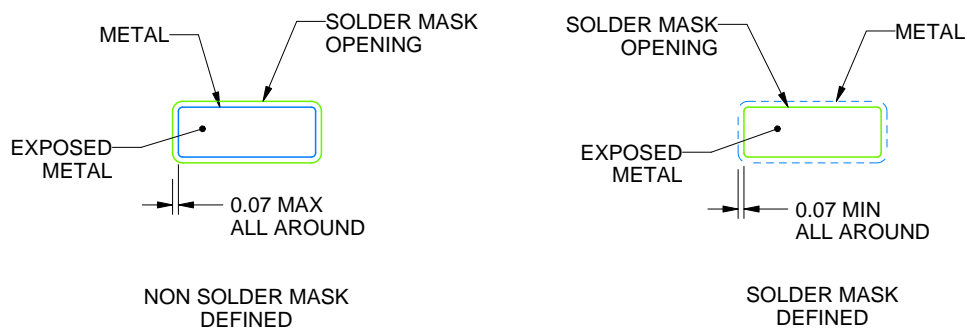 METAL
SOLDER MASK
OPENING
EXPOSED
METAL
0.07 MAX
ALL AROUND
NON SOLDER MASK
DEFINED
SOLDER MASK
OPENING
METAL
EXPOSED
METAL
0.07 MIN
ALL AROUND
SOLDER MASK
DEFINED